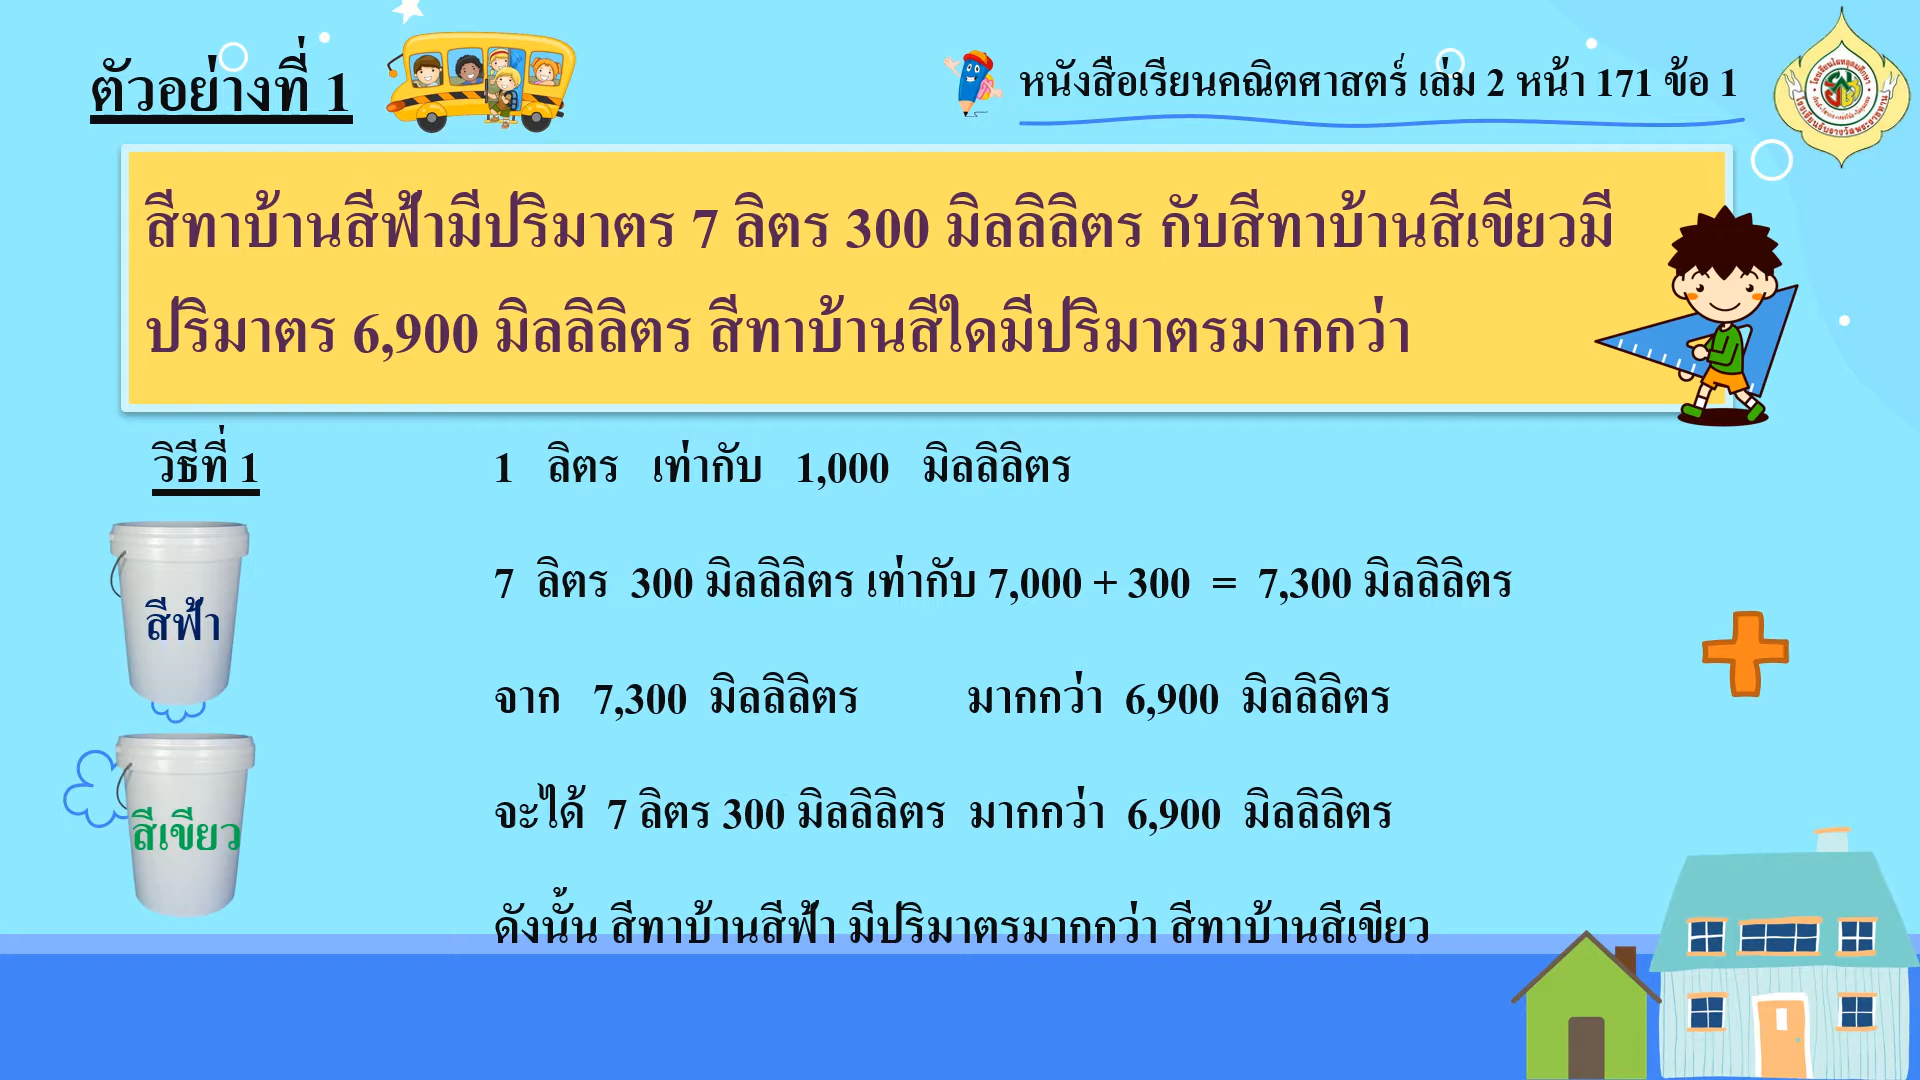 ตัวอย่างที่ 1
หนังสือเรียนคณิตศาสตร์ เล่ม 2 หน้า 171 ข้อ 1
สีทาบ้านสีฟ้ามีปริมาตร 7 ลิตร 300 มิลลิลิตร กับสีทาบ้านสีเขียวมี
ปริมาตร 6,900 มิลลิลิตร สีทาบ้านสีใดมีปริมาตรมากกว่า
วิธีที่ 1
1 ลิตร เท่ากับ 1,000 มิลลิลิตร
7 ลิตร 300 มิลลิลิตร เท่ากับ 7,000 + 300 = 7,300 มิลลิลิตร
สีฟ้า
จาก 7,300 มิลลิลิตร มากกว่า 6,900 มิลลิลิตร
จะได้ 7 ลิตร 300 มิลลิลิตร มากกว่า 6,900 มิลลิลิตร
สีเขียว
ดังนั้น สีทาบ้านสีฟ้า มีปริมาตรมากกว่า สีทาบ้านสีเขียว